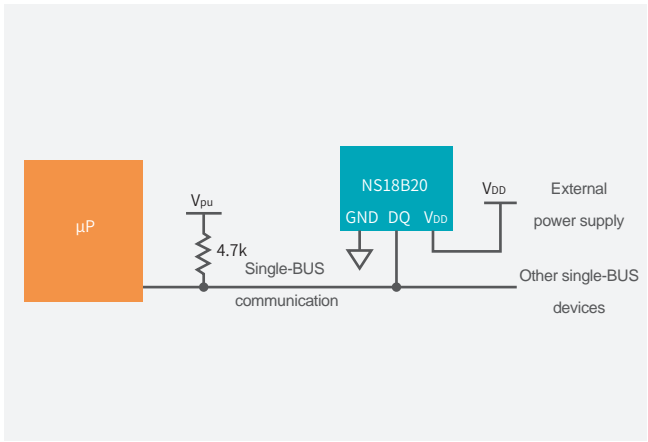 µP
Vpu
4.7k
Single-BUS
communication
NS18B20
GND DQ VDD
VDD
External
power supply
Other single-BUS
devices